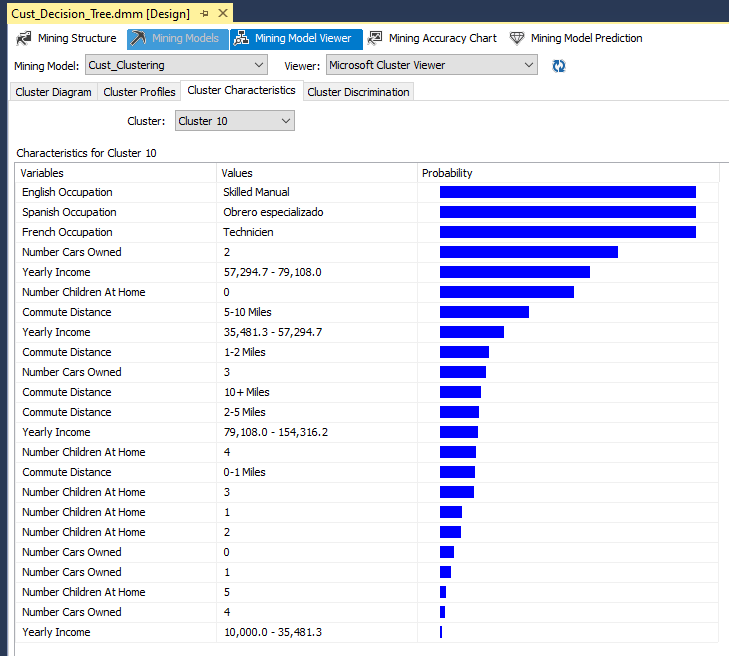 Cust_Decision_Tree.dmm [Design]
Mining Structure Mining Models Mining Model Viewer Mining Accuracy Chart Mining Model Prediction
Mining Model: Cust_Clustering Viewer: Microsoft Cluster Viewer
Cluster Diagram Cluster Profiles Cluster Characteristics Cluster Discrimination
Cluster: Cluster 10
Characteristics for Cluster 10
Variables Values Probability
English Occupation Skilled Manual
Spanish Occupation Obrero especializado
French Occupation Technicien
Number Cars Owned 2
Yearly Income 57,294.7 - 79,108.0
Number Children At Home 0
Commute Distance 5-10 Miles
Yearly Income 35,481.3 - 57,294.7
Commute Distance 1-2 Miles
Number Cars Owned 3
Commute Distance 10+ Miles
Commute Distance 2-5 Miles
Yearly Income 79,108.0 - 154,316.2
Number Children At Home 4
Commute Distance 0-1 Miles
Number Children At Home 3
Number Children At Home 1
Number Children At Home 2
Number Cars Owned 0
Number Cars Owned 1
Number Children At Home 5
Number Cars Owned 4
Yearly Income 10,000.0 - 35,481.3